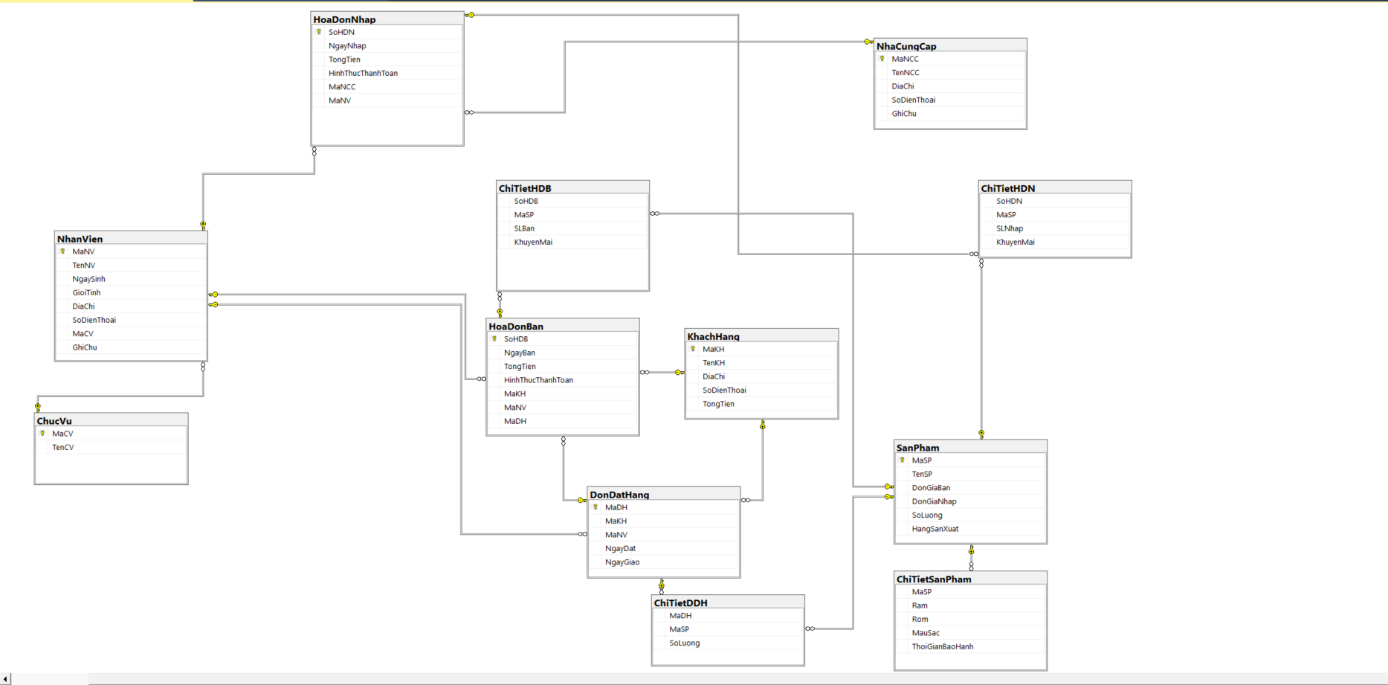 HoaDonNhap
SoHDN
NgayNhap
TongTien
HinhThucThanhToan
MaNCC
MaNV
NhaCungCap
MaNCC
TenNCC
DiaChi
SoDienThoai
GhiChu
ChiTietHDB
SoHDB
MaSP
SLBan
KhuyenMai
ChiTietHDN
SoHDN
MaSP
SLNhap
KhuyenMai
NhanVien
MaNV
TenNV
NgaySinh
GioiTinh
DiaChi
SoDienThoai
MaCV
GhiChu
HoaDonBan
SoHDB
NgayBan
TongTien
HinhThucThanhToan
MaKH
MaNV
MaDH
KhachHang
MaKH
TenKH
DiaChi
SoDienThoai
TongTien
ChucVu
MaCV
TenCV
SanPham
MaSP
TenSP
DonGiaBan
DonGiaNhap
SoLuong
HangSanXuat
DonDatHang
MaDH
MaKH
MaNV
NgayDat
NgayGiao
ChiTietSanPham
MaSP
Ram
Rom
MauSac
ThoiGianBaoHanh
ChiTietDDH
MaDH
MaSP
SoLuong